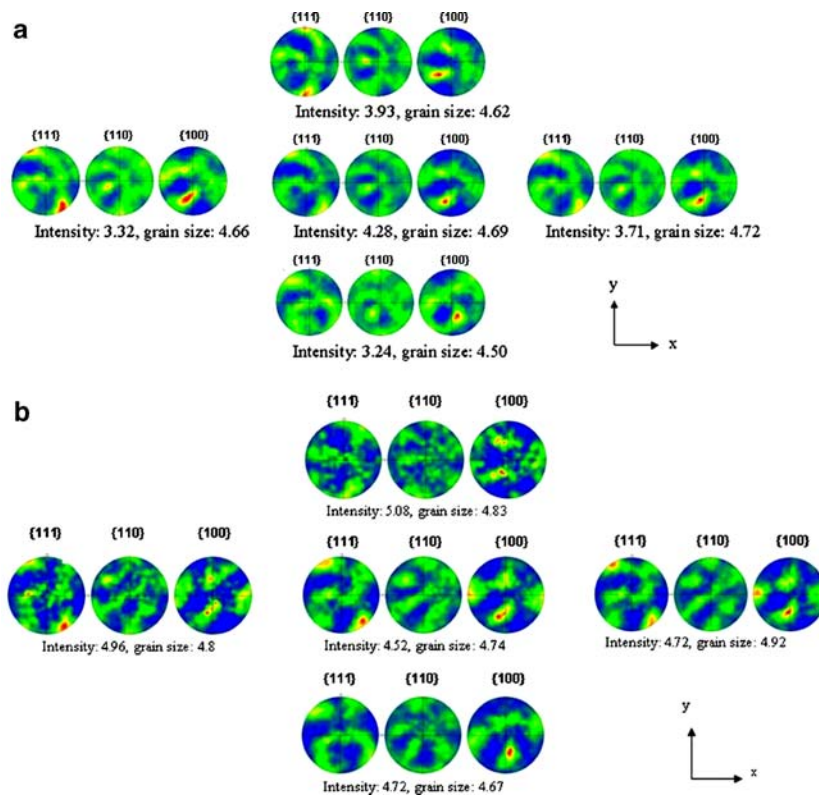 a
{111} {110} {100}
Intensity: 3.93, grain size: 4.62
{111} {110} {100}
Intensity: 3.32, grain size: 4.66
{111} {110} {100}
Intensity: 4.28, grain size: 4.69
{111} {110} {100}
Intensity: 3.71, grain size: 4.72
{111} {110} {100}
Intensity: 3.24, grain size: 4.50
y
x
b
{111} {110} {100}
Intensity: 5.08, grain size: 4.83
{111} {110} {100}
Intensity: 4.96, grain size: 4.8
{111} {110} {100}
Intensity: 4.52, grain size: 4.74
{111} {110} {100}
Intensity: 4.72, grain size: 4.92
{111} {110} {100}
Intensity: 4.72, grain size: 4.67
y
x